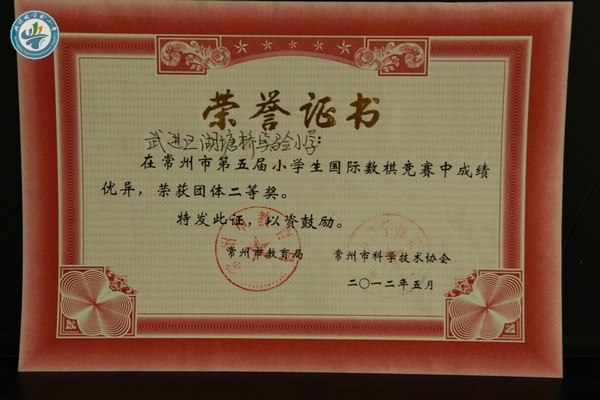 荣誉证书
武进区湖塘桥实验小学:
在常州市第五届小学生国际数棋竞赛中成绩
优异，荣获团体二等奖。
特发此证，以资鼓励。
常州市教育局 常州市科学技术协会
二〇一二年五月